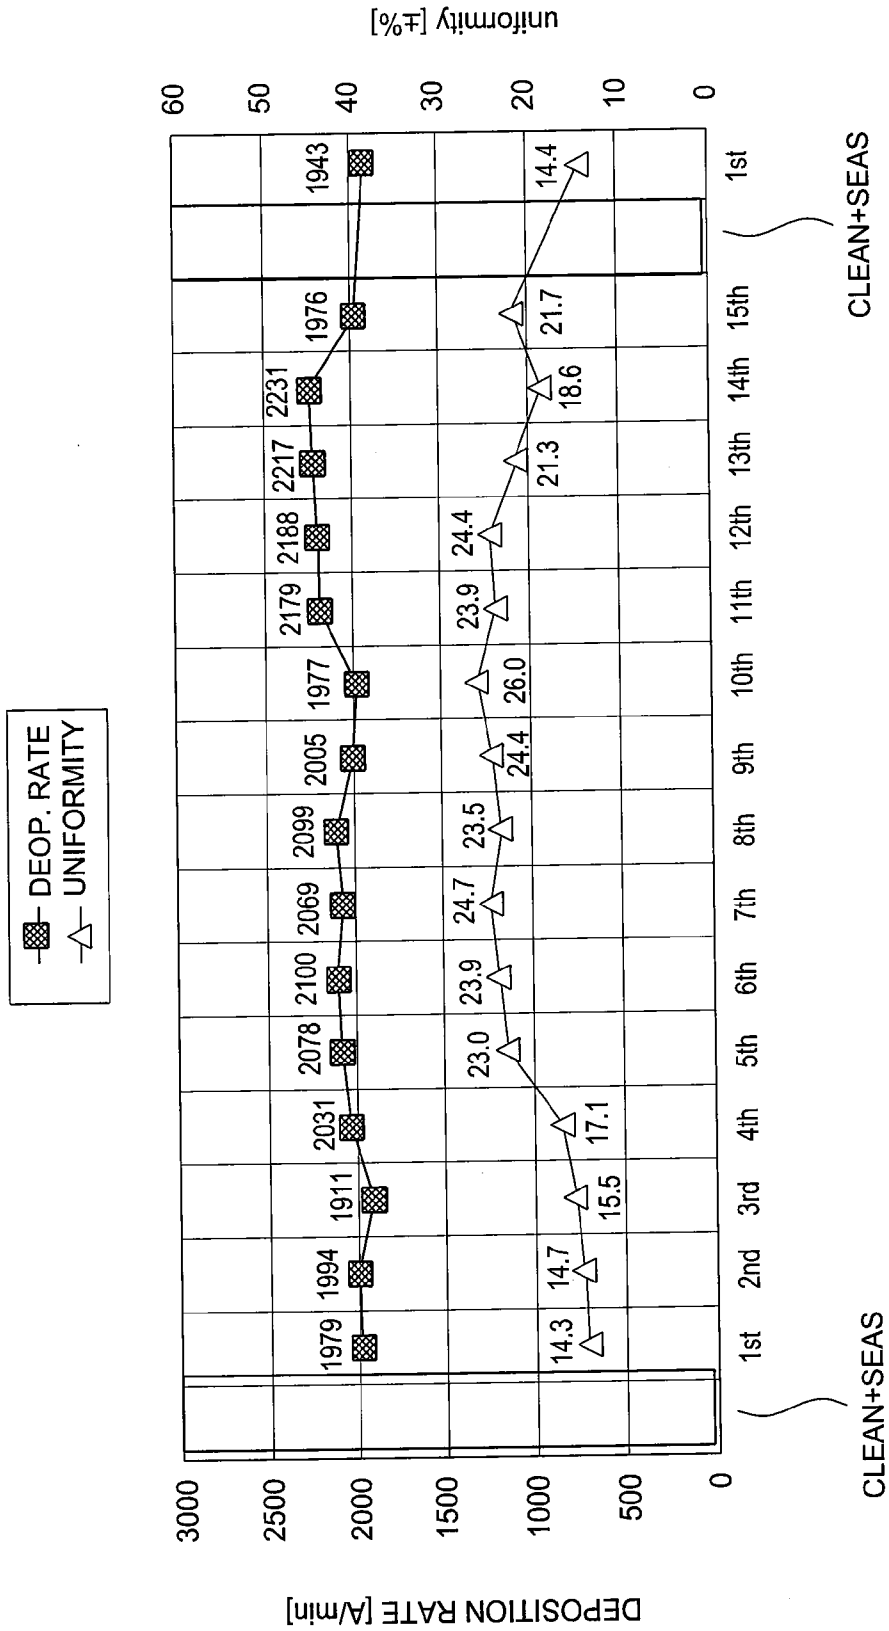 DEOP. RATE
UNIFORMITY
DEPOSITION RATE [A/min]
3000
2500
2000
1500
1000
500
0
uniformity [±%]
60
50
40
30
20
10
0
1979
1994
1911
2031
2078
2100
2069
2099
2005
1977
2179
2188
2217
2231
1976
1943
14.3
14.7
15.5
17.1
23.0
23.9
24.7
23.5
24.4
26.0
23.9
24.4
21.3
18.6
21.7
14.4
1st
2nd
3rd
4th
5th
6th
7th
8th
9th
10th
11th
12th
13th
14th
15th
1st
CLEAN+SEAS
CLEAN+SEAS